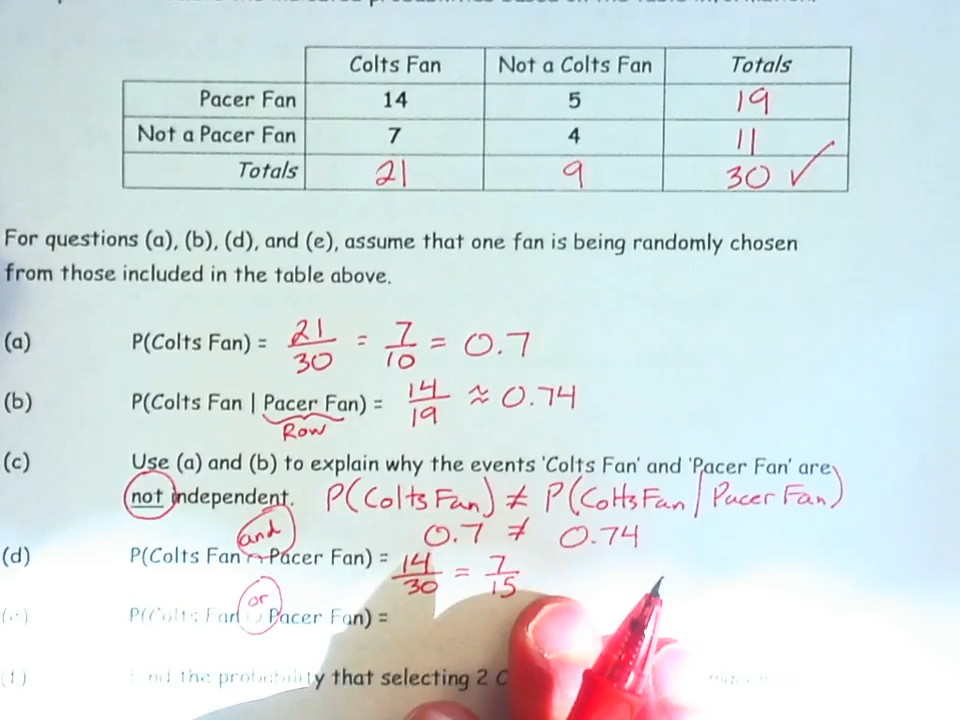 Colts Fan Not a Colts Fan Totals
Pacer Fan 14 5 19
Not a Pacer Fan 7 4 11
Totals 21 9 30 ✓
For questions (a), (b), (d), and (e), assume that one fan is being randomly chosen
from those included in the table above.
(a) P(Colts Fan) = 21/30 = 7/10 = 0.7
(b) P(Colts Fan | Pacer Fan) = 14/19 ≈ 0.74
Row
(c) Use (a) and (b) to explain why the events 'Colts Fan' and 'Pacer Fan' are
not independent. P(Colts Fan) ≠ P(Colts Fan | Pacer Fan)
and 0.7 ≠ 0.74
(d) P(Colts Fan ∩ Pacer Fan) = 14/30 = 7/15
or
P(Colts Fan ∪ Pacer Fan) =
the probability that selecting 2